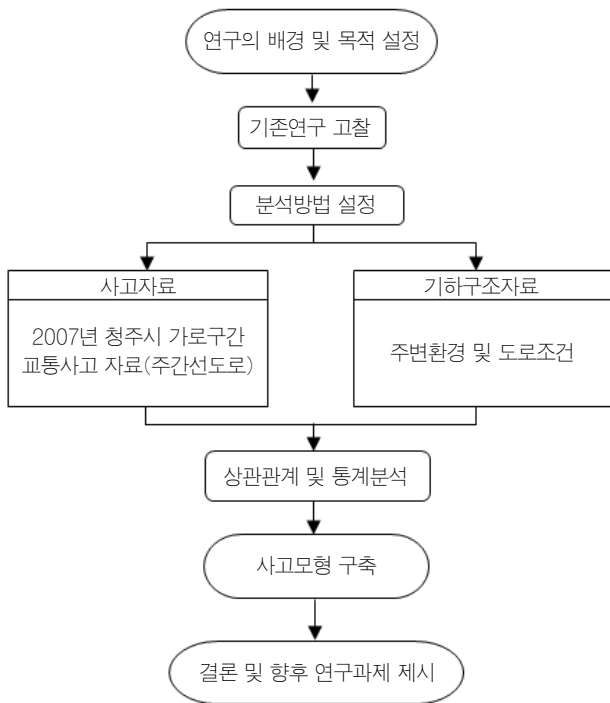 연구의 배경 및 목적 설정
기존연구 고찰
분석방법 설정
사고자료
2007년 청주시 가로구간
교통사고 자료(주간선도로)
기하구조자료
주변환경 및 도로조건
상관관계 및 통계분석
사고모형 구축
결론 및 향후 연구과제 제시